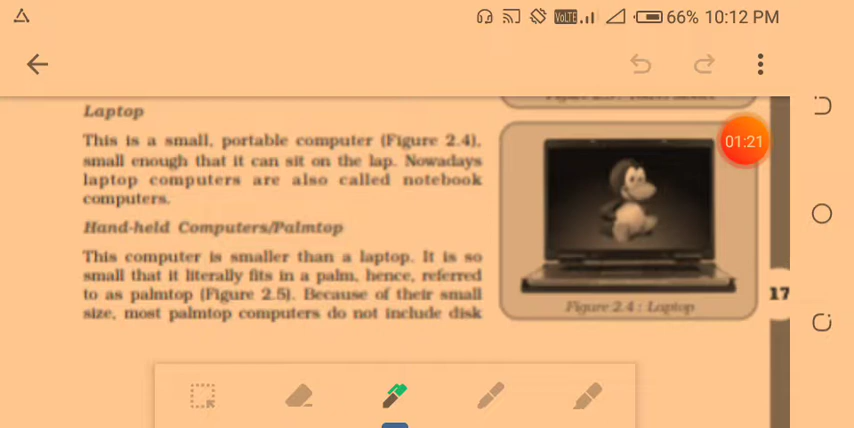 VoLTE 66% 10:12 PM
Laptop
This is a small, portable computer (Figure 2.4),
small enough that it can sit on the lap. Nowadays
laptop computers are also called notebook
computers.
Hand-held Computers/Palmtop
This computer is smaller than a laptop. It is so
small that it literally fits in a palm, hence, referred
to as palmtop (Figure 2.5). Because of their small
size, most palmtop computers do not include disk
01:21
Figure 2.4 : Laptop
17